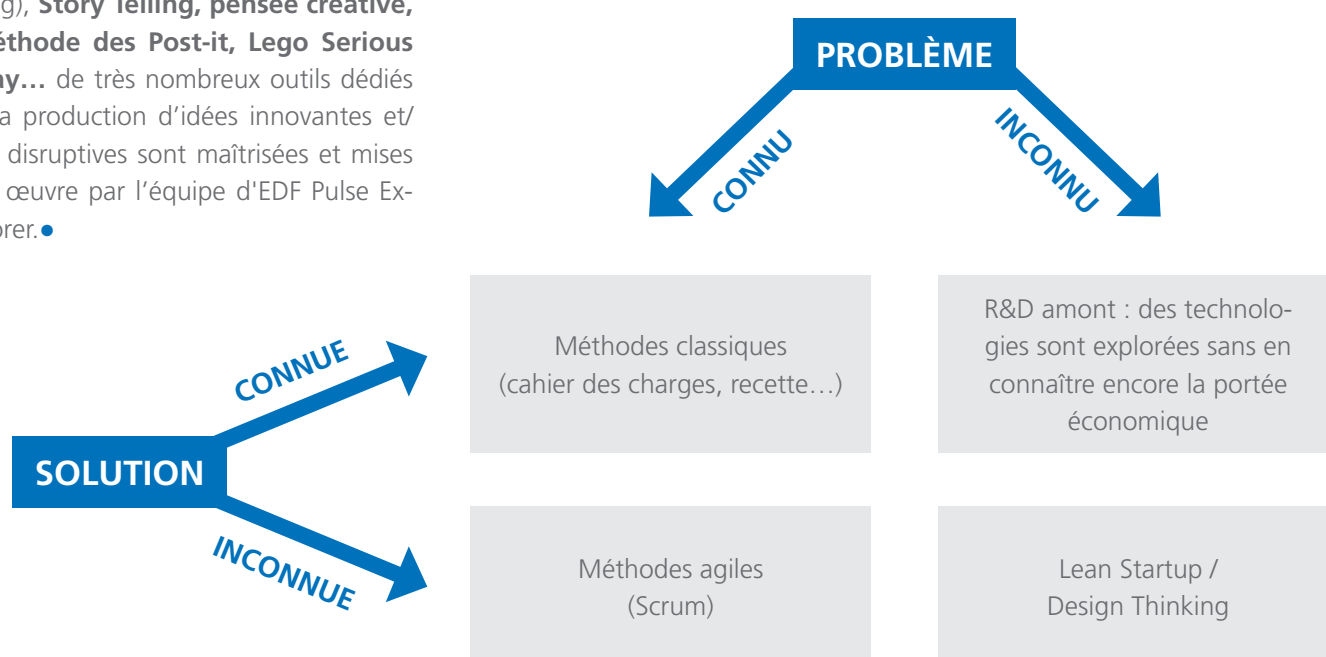 Story Telling, pensée créative,
des Post-it, Lego Serious
de très nombreux outils dédiés
production d'idées innovantes et/
disruptives sont maîtrisées et mises
œuvre par l'équipe d'EDF Pulse Ex-
PROBLÈME
CONNU
INCONNU
SOLUTION
CONNUE
INCONNUE
Méthodes classiques
(cahier des charges, recette…)
R&D amont : des technolo-
gies sont explorées sans en
connaître encore la portée
économique
Méthodes agiles
(Scrum)
Lean Startup /
Design Thinking